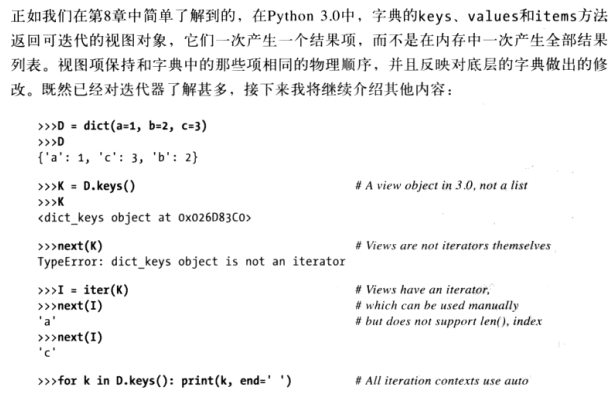 正如我们在第8章中简单了解到的，在Python 3.0中，字典的keys、values和items方法
返回可迭代的视图对象，它们一次产生一个结果项，而不是在内存中一次产生全部结果
列表。视图项保持和字典中的那些项相同的物理顺序，并且反映对底层的字典做出的修
改。既然已经对迭代器了解甚多，接下来我将继续介绍其他内容：
>>>D = dict(a=1, b=2, c=3)
>>>D
{'a': 1, 'c': 3, 'b': 2}
>>>K = D.keys() # A view object in 3.0, not a list
>>>K
<dict_keys object at 0x026D83C0>
>>>next(K) # Views are not iterators themselves
TypeError: dict_keys object is not an iterator
>>>I = iter(K) # Views have an iterator,
>>>next(I) # which can be used manually
'a' # but does not support len(), index
>>>next(I)
'c'
>>>for k in D.keys(): print(k, end=' ') # All iteration contexts use auto